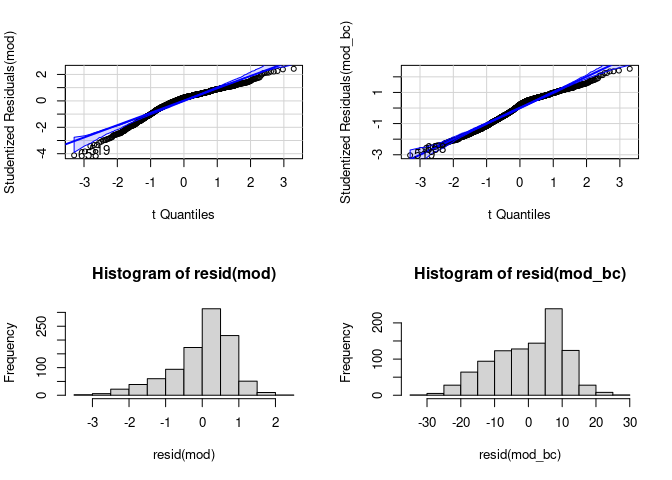 Studentized Residuals(mod)
2
0
-2
-4
-3 -2 -1 0 1 2 3
t Quantiles
Studentized Residuals(mod_bc)
1
-1
-3
-3 -2 -1 0 1 2 3
t Quantiles
Histogram of resid(mod)
Frequency
250
100
0
-3 -2 -1 0 1 2
resid(mod)
Histogram of resid(mod_bc)
Frequency
200
100
0
-30 -20 -10 0 10 20 30
resid(mod_bc)